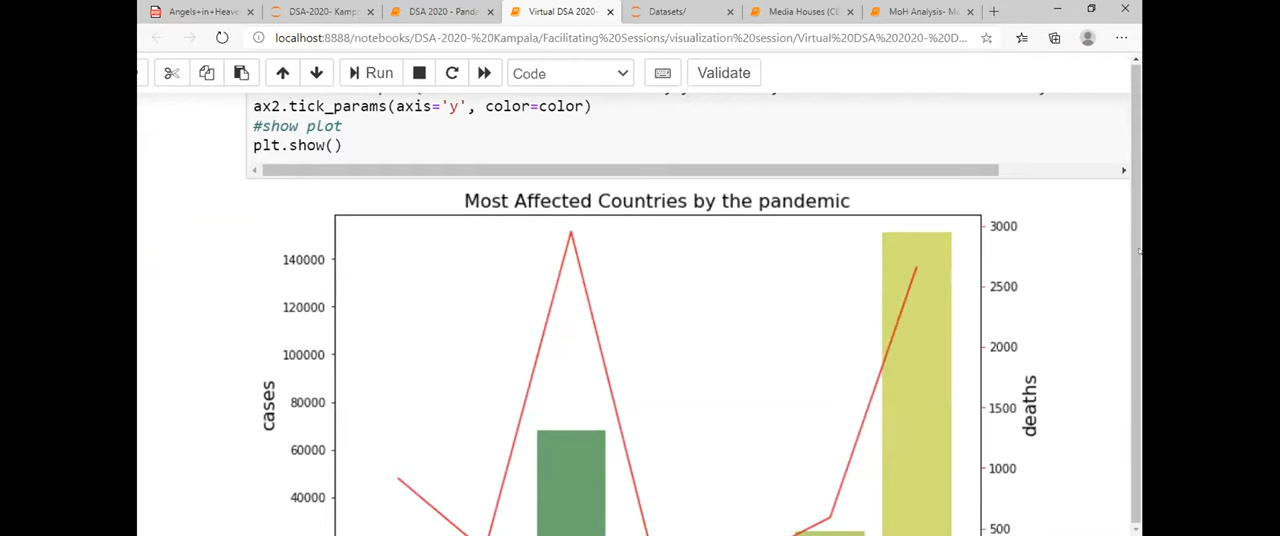 Angels+in+Heave
DSA-2020- Kampa
DSA 2020 - Panda
Virtual DSA 2020-
Datasets/
Media Houses (CE
MoH Analysis- Ma
localhost:8888/notebooks/DSA-2020-%20Kampala/Facilitating%20Sessions/visualization%20session/Virtual%20DSA%202020-%20D...
Run
Code
Validate
ax2.tick_params(axis='y', color=color)
#show plot
plt.show()
Most Affected Countries by the pandemic
3000
140000
2500
120000
2000
100000
cases
deaths
80000
1500
60000
1000
40000
500